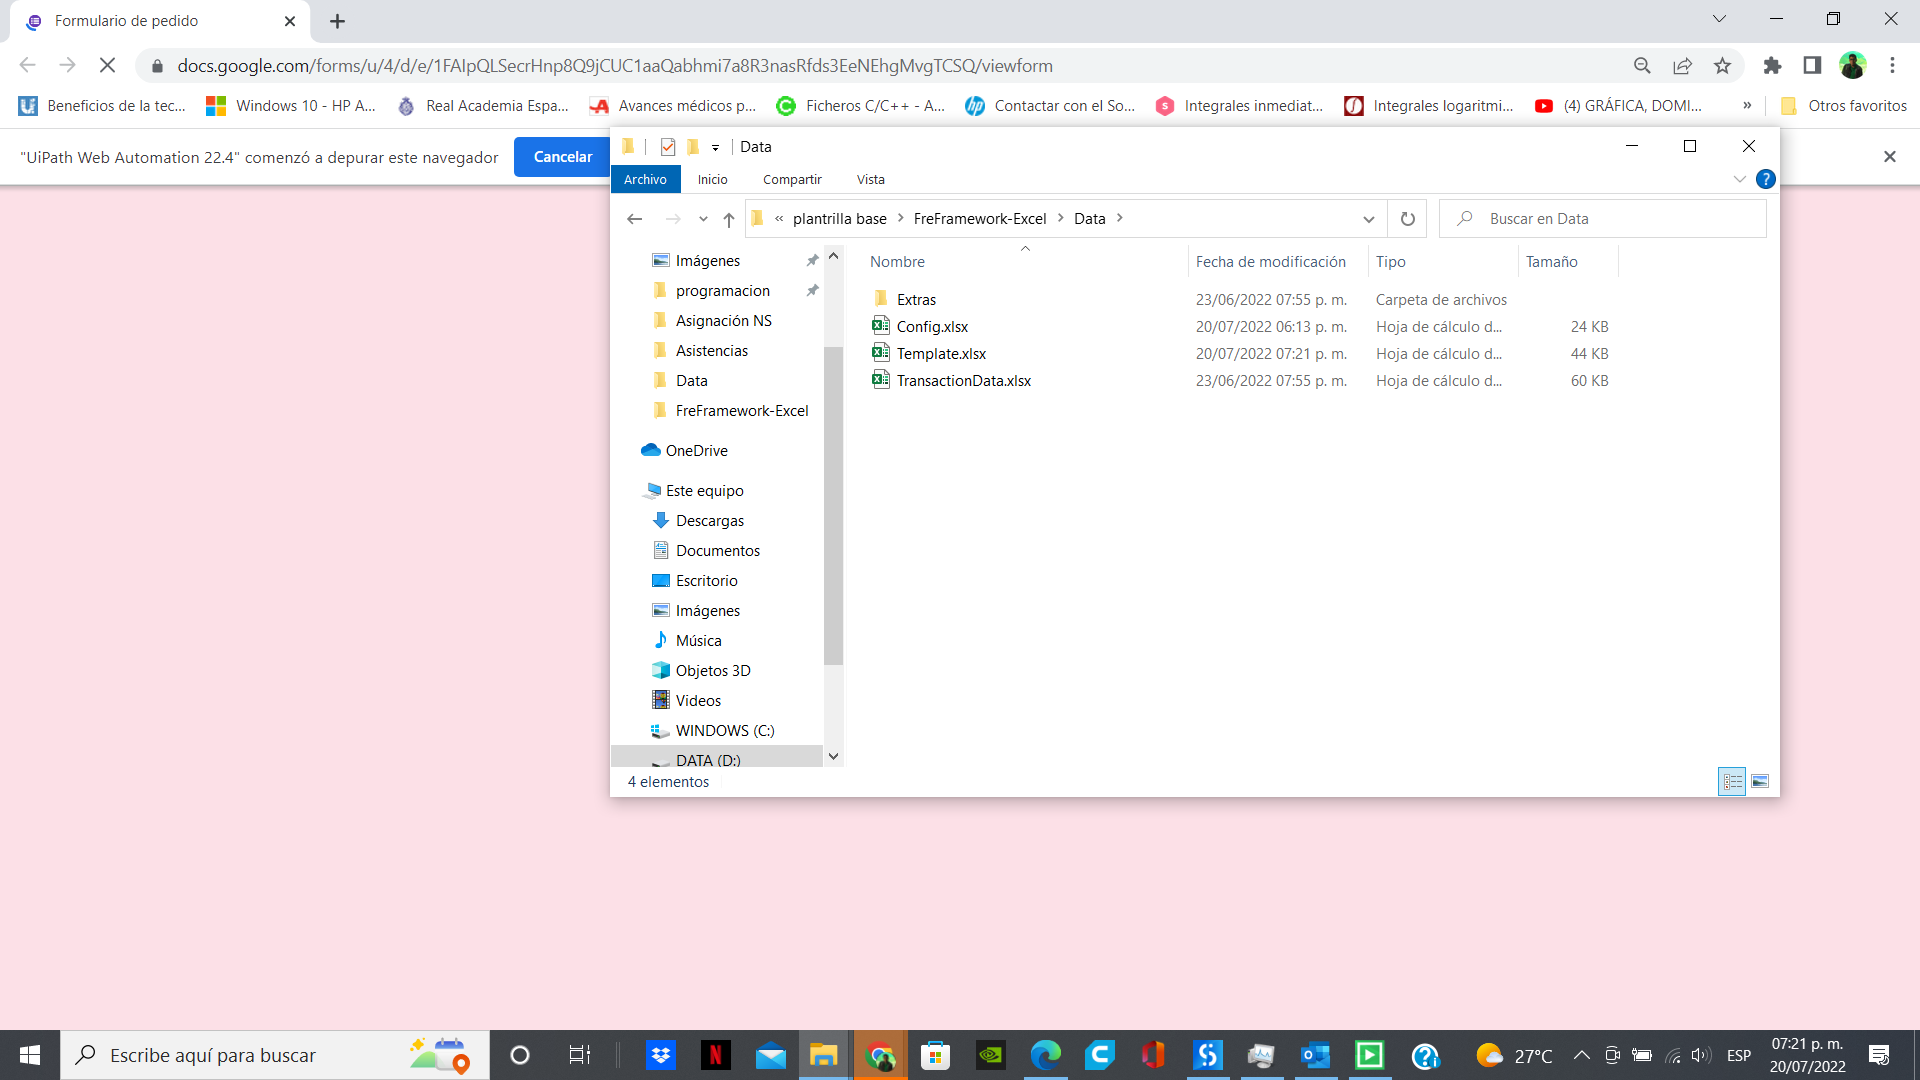 Formulario de pedido
docs.google.com/forms/u/4/d/e/1FAIpQLSecrHnp8Q9jCUC1aaQabhmi7a8R3nasRfds3EeNEhgMvgTCSQ/viewform
Beneficios de la tec... Windows 10 - HP A... Real Academia Espa... Avances médicos p... Ficheros C/C++ - A... Contactar con el So... Integrales inmediat... Integrales logaritmi... (4) GRÁFICA, DOMI... » Otros favoritos
"UiPath Web Automation 22.4" comenzó a depurar este navegador Cancelar
Data
Archivo Inicio Compartir Vista
« plantrilla base > FreFramework-Excel > Data > Buscar en Data
Nombre Fecha de modificación Tipo Tamaño
Extras 23/06/2022 07:55 p. m. Carpeta de archivos
Config.xlsx 20/07/2022 06:13 p. m. Hoja de cálculo d... 24 KB
Template.xlsx 20/07/2022 07:21 p. m. Hoja de cálculo d... 44 KB
TransactionData.xlsx 23/06/2022 07:55 p. m. Hoja de cálculo d... 60 KB
Imágenes
programacion
Asignación NS
Asistencias
Data
FreFramework-Excel
OneDrive
Este equipo
Descargas
Documentos
Escritorio
Imágenes
Música
Objetos 3D
Videos
WINDOWS (C:)
DATA (D:)
4 elementos
Escribe aquí para buscar
27°C ESP 07:21 p. m.
20/07/2022